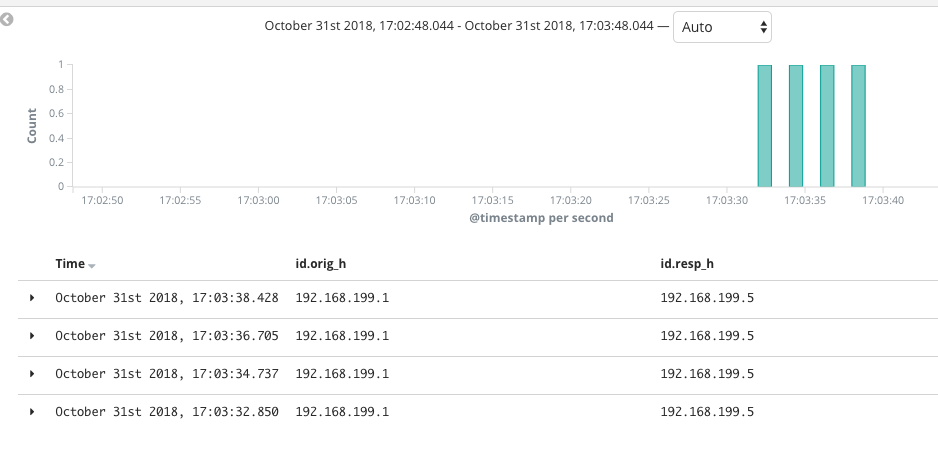 October 31st 2018, 17:02:48.044 - October 31st 2018, 17:03:48.044 — Auto
1
0.8
0.6
0.4
0.2
0
Count
17:02:50 17:02:55 17:03:00 17:03:05 17:03:10 17:03:15 17:03:20 17:03:25 17:03:30 17:03:35 17:03:40
@timestamp per second
Time id.orig_h id.resp_h
October 31st 2018, 17:03:38.428 192.168.199.1 192.168.199.5
October 31st 2018, 17:03:36.705 192.168.199.1 192.168.199.5
October 31st 2018, 17:03:34.737 192.168.199.1 192.168.199.5
October 31st 2018, 17:03:32.850 192.168.199.1 192.168.199.5